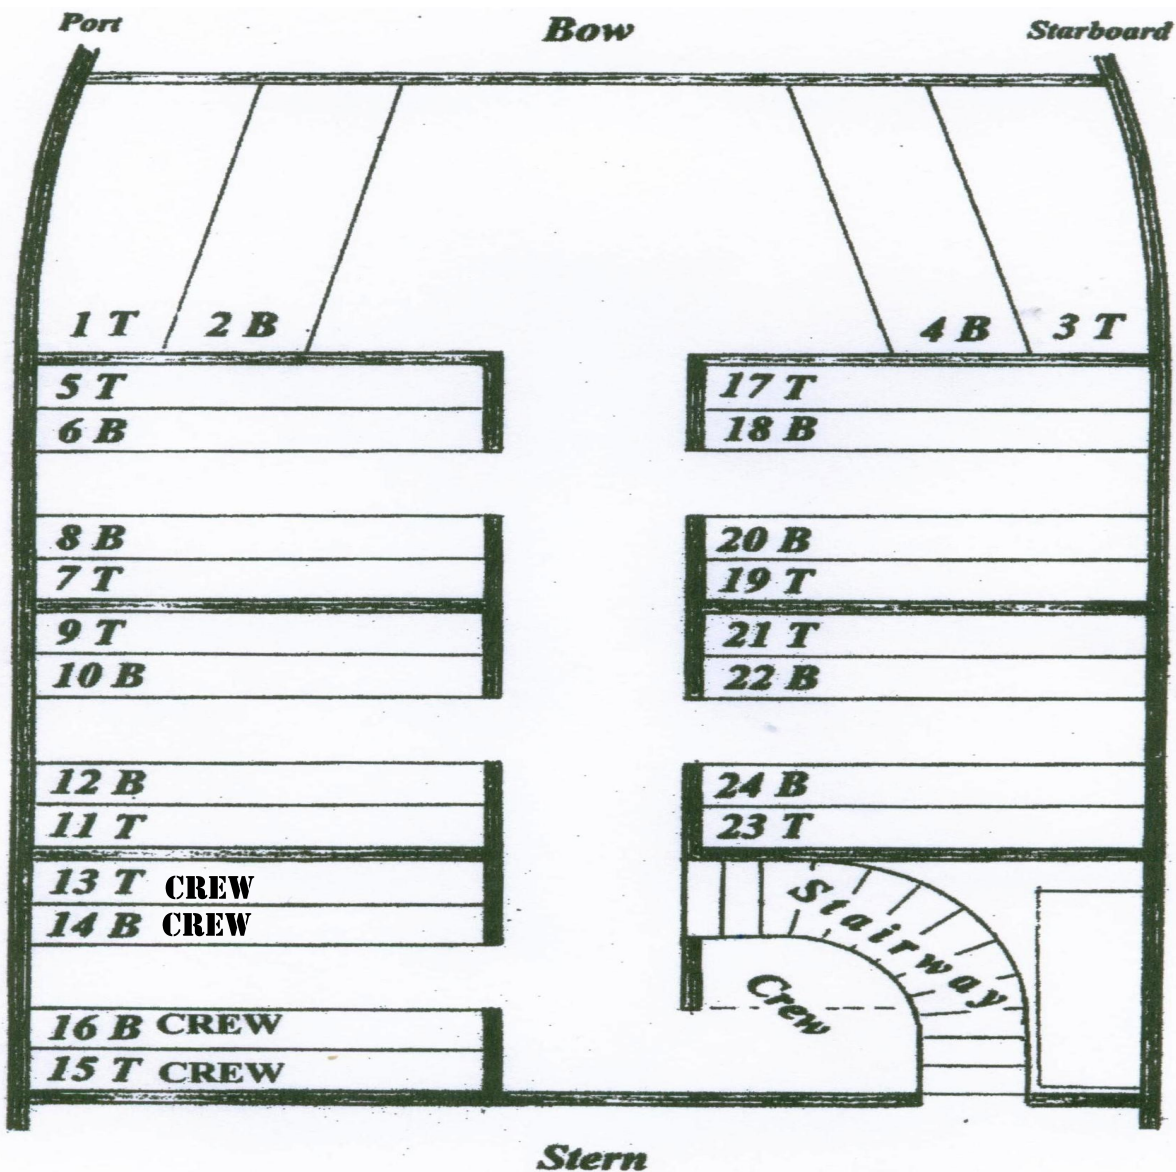 Port Bow Starboard
1 T 2 B 4 B 3 T
5 T 17 T
6 B 18 B
8 B 20 B
7 T 19 T
9 T 21 T
10 B 22 B
12 B 24 B
11 T 23 T
13 T CREW
14 B CREW
Stairway
Crew
16 B CREW
15 T CREW
Stern